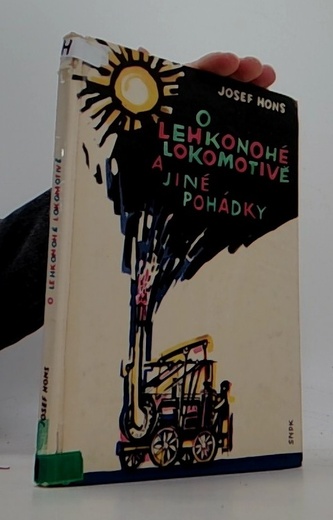 JOSEF HONS
O
LEHKONOHÉ
LOKOMOTIVĚ
A JINÉ
POHÁDKY
SNDK
H
O LEHKONOHÉ LOKOMOTIVĚ
JOSEF HONS